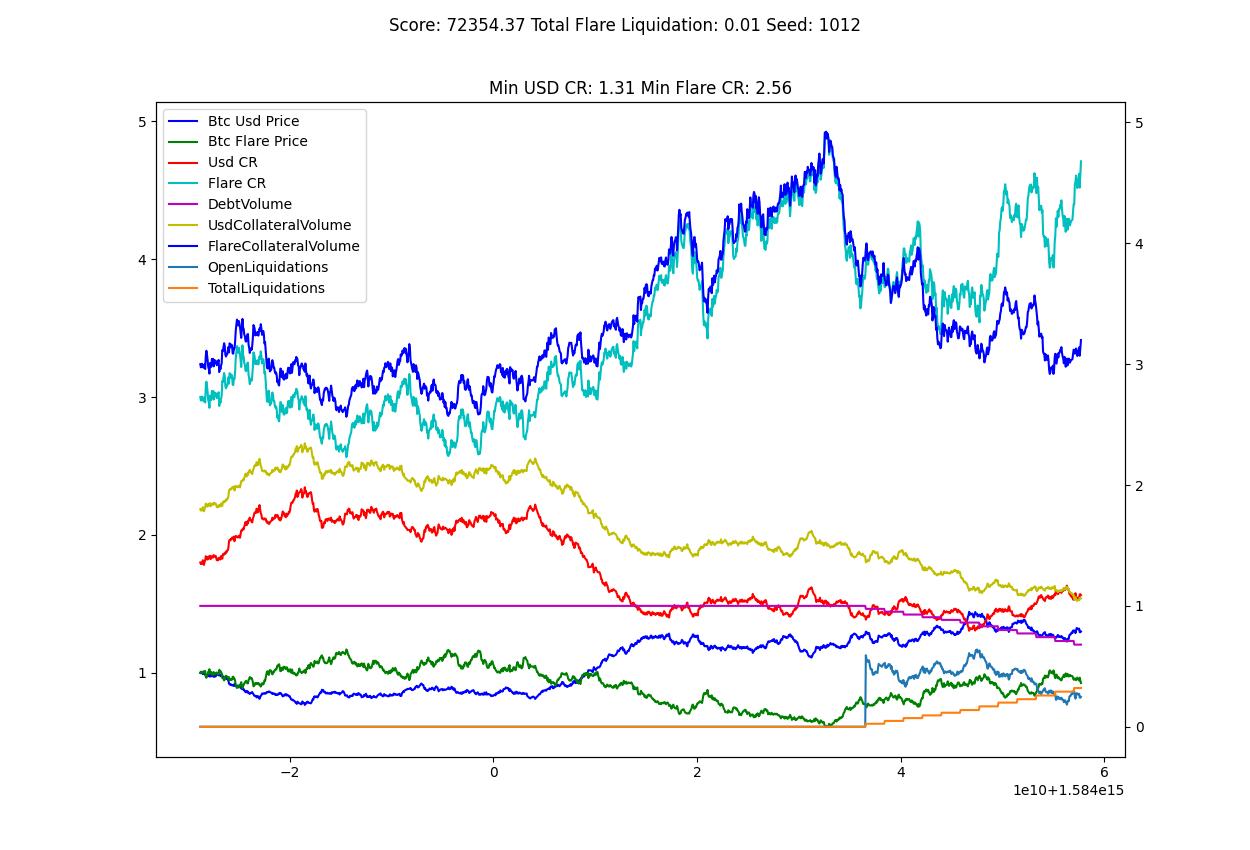 Score: 72354.37 Total Flare Liquidation: 0.01 Seed: 1012
Min USD CR: 1.31 Min Flare CR: 2.56
Btc Usd Price
Btc Flare Price
Usd CR
Flare CR
DebtVolume
UsdCollateralVolume
FlareCollateralVolume
OpenLiquidations
TotalLiquidations
5
4
3
2
1
5
4
3
2
1
0
−2
0
2
4
6
1e10+1.584e15